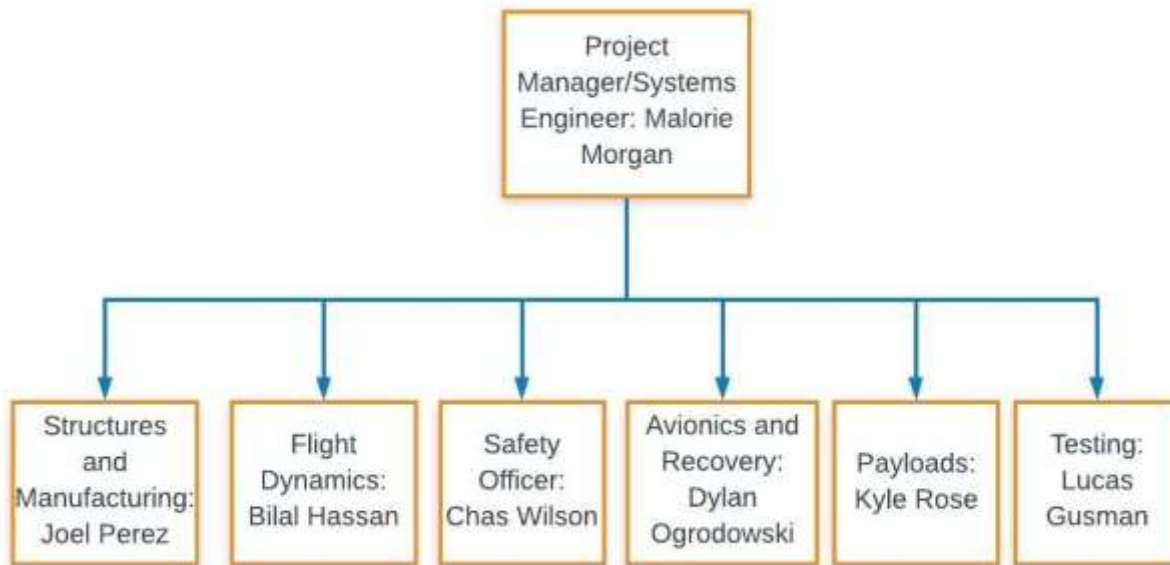 Project
Manager/Systems
Engineer: Malorie
Morgan
Structures
and
Manufacturing:
Joel Perez
Flight
Dynamics:
Bilal Hassan
Safety
Officer:
Chas Wilson
Avionics and
Recovery:
Dylan
Ogrodowski
Payloads:
Kyle Rose
Testing:
Lucas
Gusman